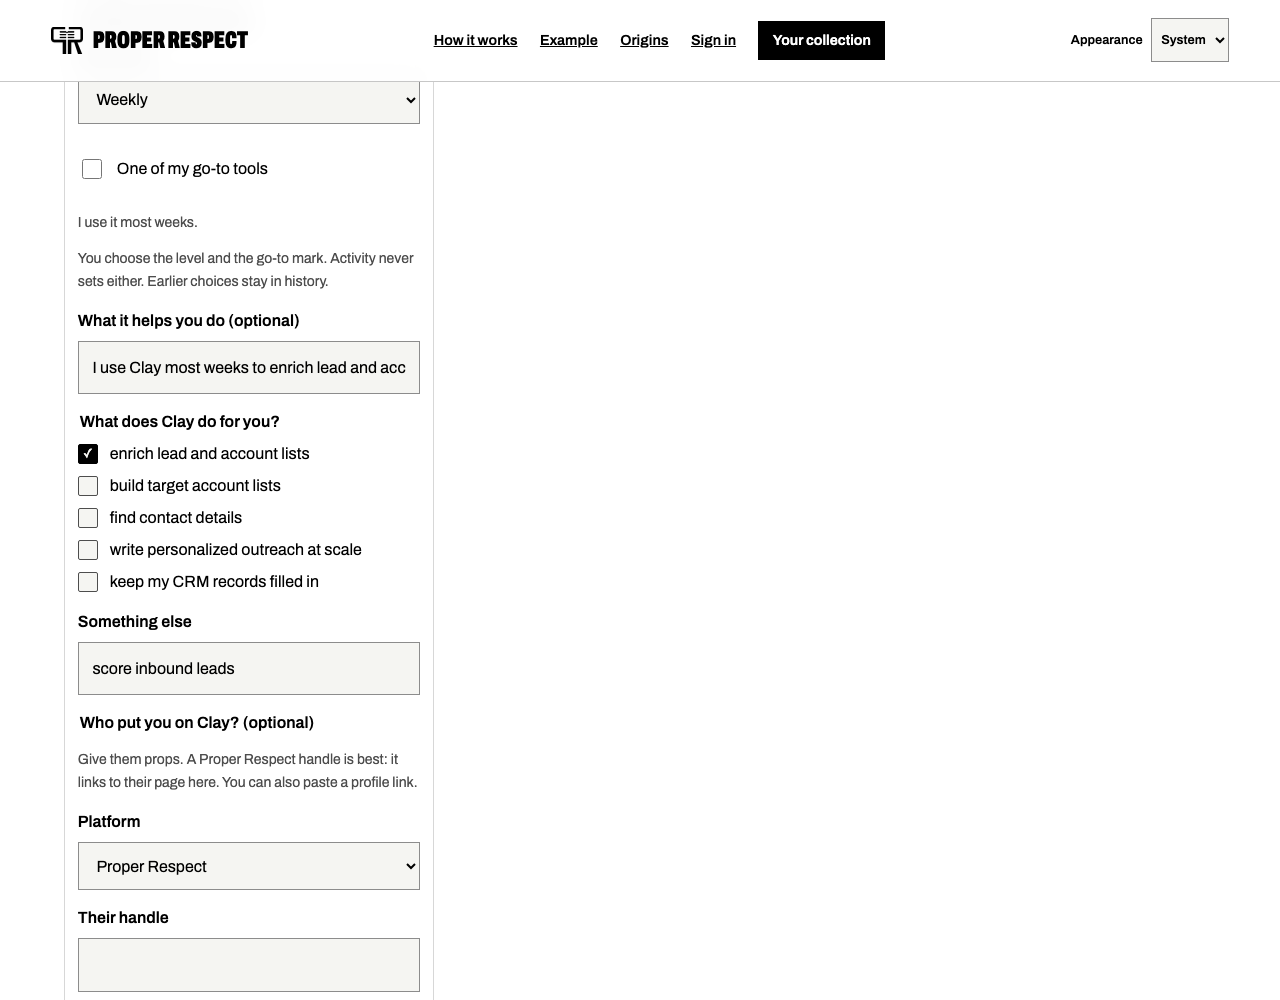 PROPER RESPECT
How it works
Example
Origins
Sign in
Your collection
Appearance
System
Weekly
One of my go-to tools
I use it most weeks.
You choose the level and the go-to mark. Activity never
sets either. Earlier choices stay in history.
What it helps you do (optional)
I use Clay most weeks to enrich lead and acc
What does Clay do for you?
enrich lead and account lists
build target account lists
find contact details
write personalized outreach at scale
keep my CRM records filled in
Something else
score inbound leads
Who put you on Clay? (optional)
Give them props. A Proper Respect handle is best: it
links to their page here. You can also paste a profile link.
Platform
Proper Respect
Their handle